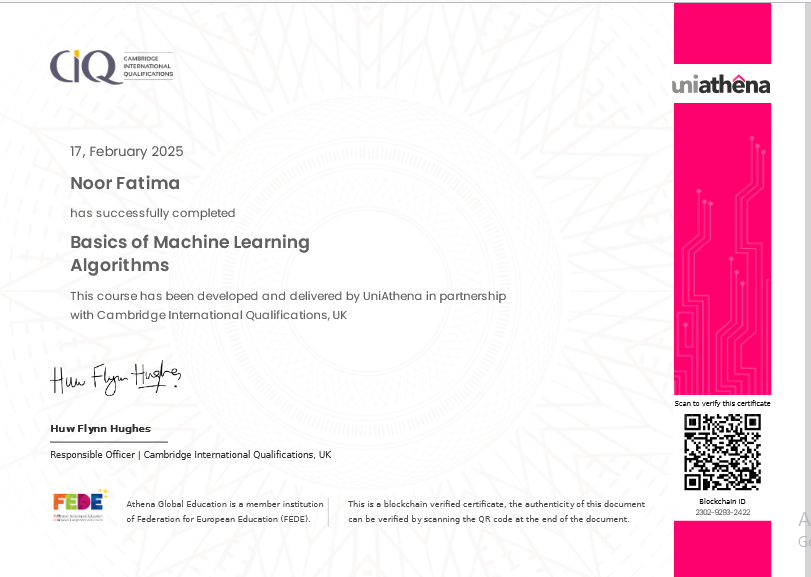 CiQ
CAMBRIDGE
INTERNATIONAL
QUALIFICATIONS
uniathena
17, February 2025
Noor Fatima
has successfully completed
Basics of Machine Learning
Algorithms
This course has been developed and delivered by UniAthena in partnership
with Cambridge International Qualifications, UK
Huw Flynn Hughes
Huw Flynn Hughes
Responsible Officer | Cambridge International Qualifications, UK
Scan to verify this certificate
Blockchain ID
2302-9293-2422
FEDE
Athena Global Education is a member institution
of Federation for European Education (FEDE).
This is a blockchain verified certificate, the authenticity of this document
can be verified by scanning the QR code at the end of the document.